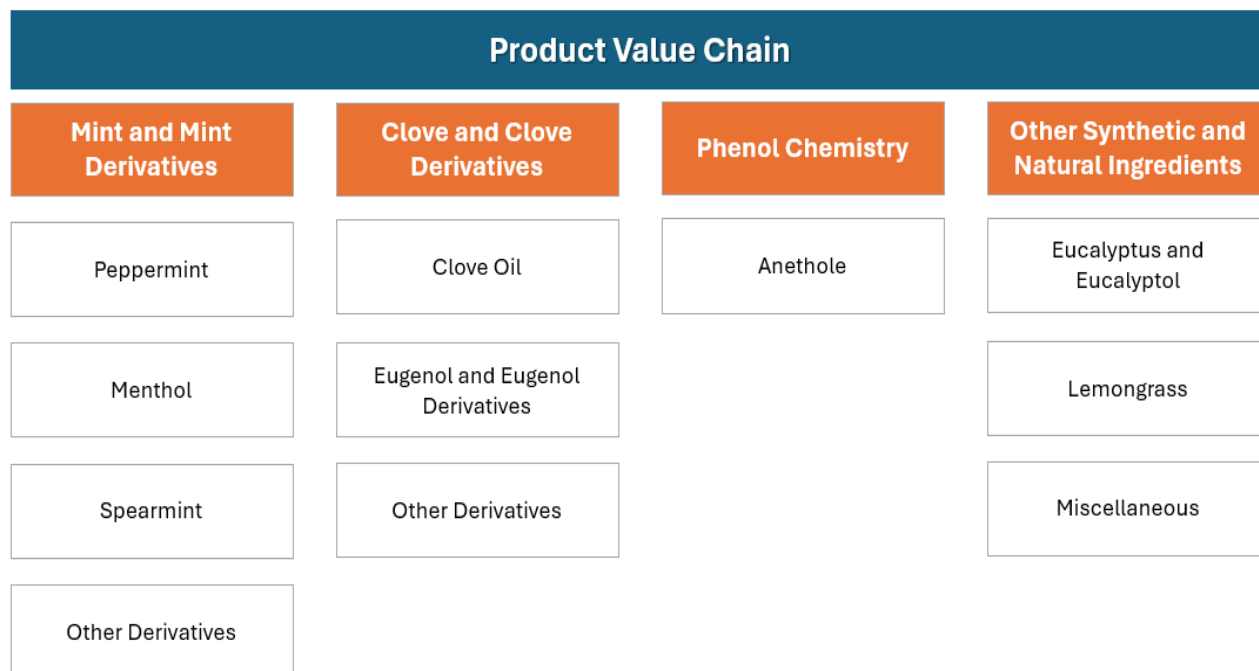 Product Value Chain
Mint and Mint
Derivatives
Peppermint
Menthol
Spearmint
Other Derivatives
Clove and Clove
Derivatives
Clove Oil
Eugenol and Eugenol
Derivatives
Other Derivatives
Phenol Chemistry
Anethole
Other Synthetic and
Natural Ingredients
Eucalyptus and
Eucalyptol
Lemongrass
Miscellaneous